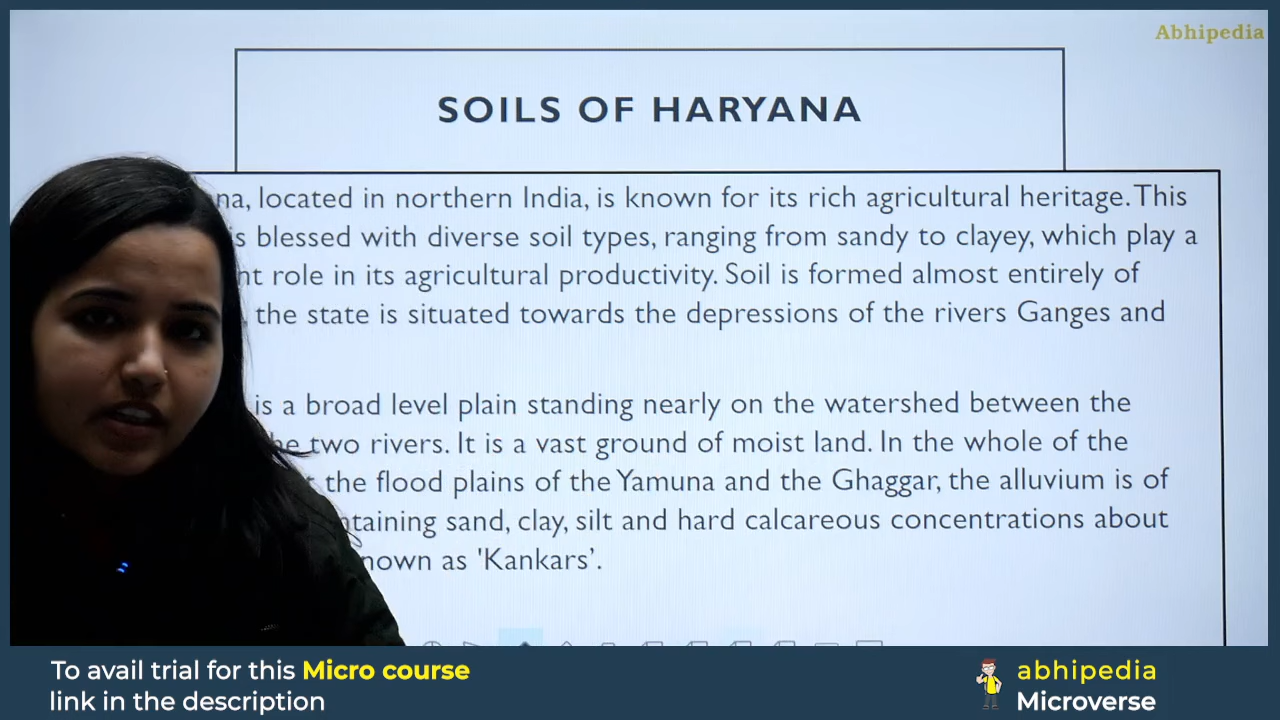 Abhipedia
SOILS OF HARYANA
located in northern India, is known for its rich agricultural heritage. This
blessed with diverse soil types, ranging from sandy to clayey, which play a
role in its agricultural productivity. Soil is formed almost entirely of
the state is situated towards the depressions of the rivers Ganges and
is a broad level plain standing nearly on the watershed between the
two rivers. It is a vast ground of moist land. In the whole of the
the flood plains of the Yamuna and the Ghaggar, the alluvium is of
sand, clay, silt and hard calcareous concentrations about
as 'Kankars'.
To avail trial for this Micro course
link in the description
abhipedia
Microverse